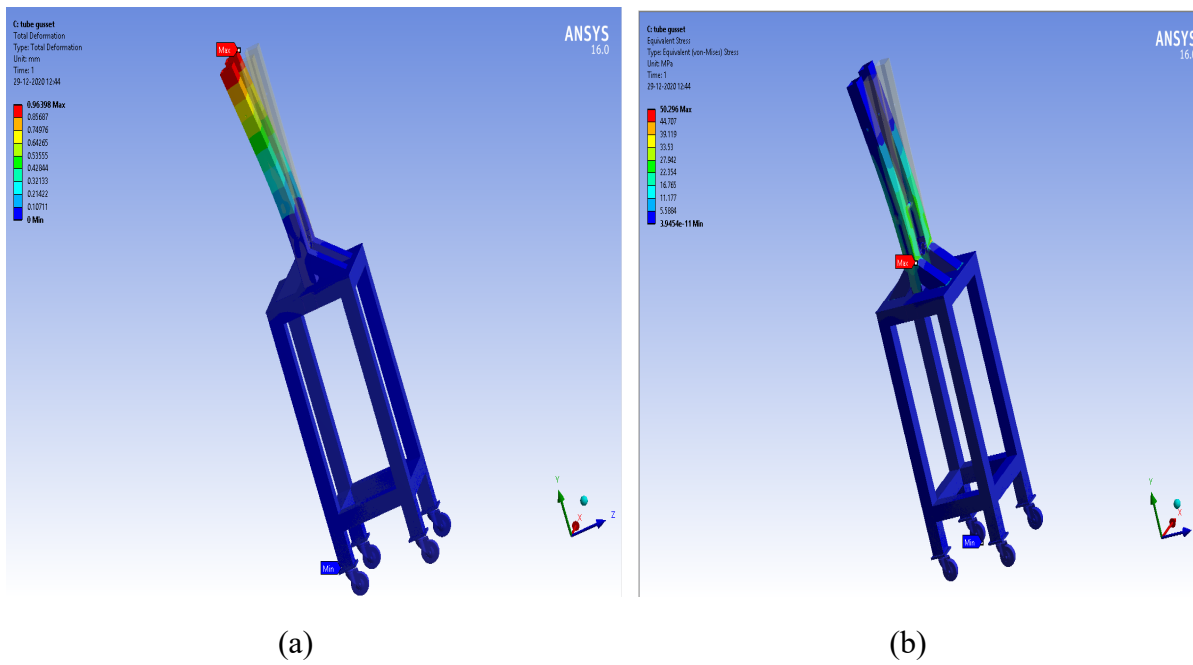 C: tube gusset
Total Deformation
Type: Total Deformation
Unit: mm
Time: 1
29-12-2020 12:44
0.96398 Max
0.85687
0.74976
0.64265
0.53555
0.42844
0.32133
0.21422
0.10711
0 Min
ANSYS
16.0
Max
Min
Y
X
Z
C: tube gusset
Equivalent Stress
Type: Equivalent (von-Mises) Stress
Unit: MPa
Time: 1
29-12-2020 12:44
50.296 Max
44.707
39.119
33.53
27.942
22.354
16.765
11.177
5.5884
3.9454e-11 Min
ANSYS
16.0
Max
Min
Y
X
(a)
(b)